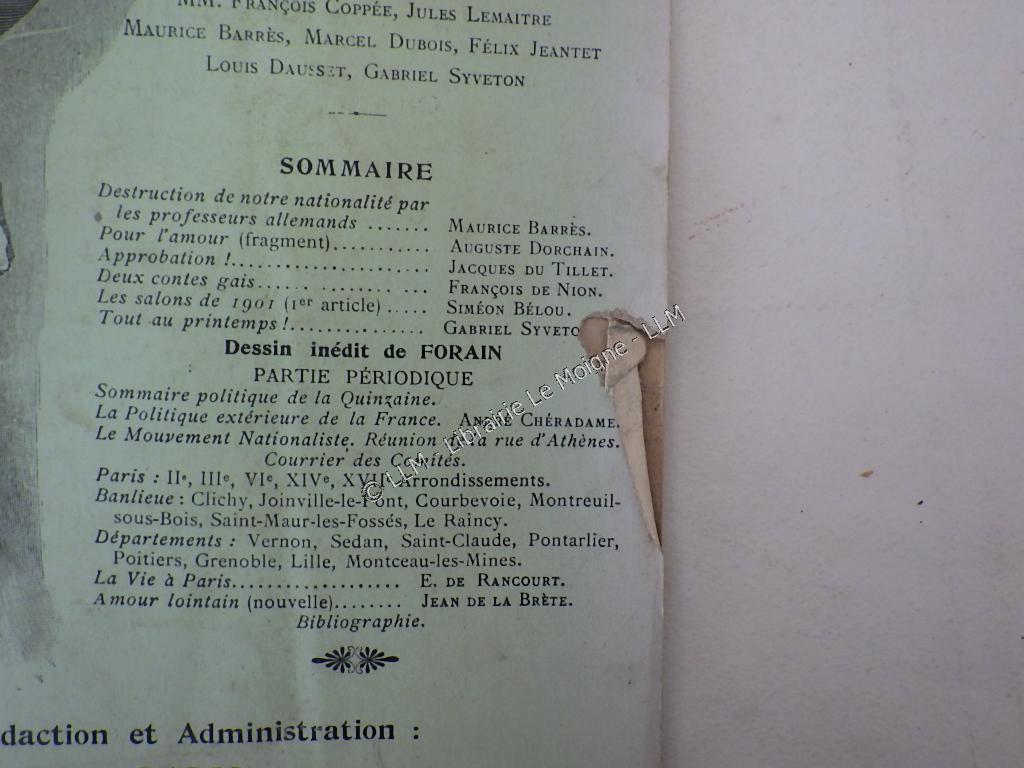 MM. FRANÇOIS COPPÉE, JULES LEMAITRE
MAURICE BARRÈS, MARCEL DUBOIS, FÉLIX JEANTET
LOUIS DAUSSET, GABRIEL SYVETON
SOMMAIRE
Destruction de notre nationalité par
les professeurs allemands ....... MAURICE BARRÈS.
Pour l'amour (fragment)........... AUGUSTE DORCHAIN.
Approbation !...................... JACQUES DU TILLET.
Deux contes gais.... ........ ... ... FRANÇOIS DE NION.
Les salons de 1901 (1er article) ..... SIMÉON BÉLOU.
Tout au printemps !............... GABRIEL SYVETO
Dessin inédit de FORAIN
PARTIE PÉRIODIQUE
Sommaire politique de la Quinzaine.
La Politique extérieure de la France. ANDRÉ CHÉRADAME.
Le Mouvement Nationaliste. Réunion de la rue d'Athènes.
Courrier des Comités.
Paris : IIe, IIIe, VIe, XIVe, XVIIe arrondissements.
Banlieue : Clichy, Joinville-le-Pont, Courbevoie, Montreuil-
sous-Bois, Saint-Maur-les-Fossés, Le Raincy.
Départements : Vernon, Sedan, Saint-Claude, Pontarlier,
Poitiers, Grenoble, Lille, Montceau-les-Mines.
La Vie à Paris................... E. DE RANCOURT.
Amour lointain (nouvelle)........ JEAN DE LA BRÈTE.
Bibliographie.
daction et Administration :
© LLM - Librairie Le Moigne - LLM